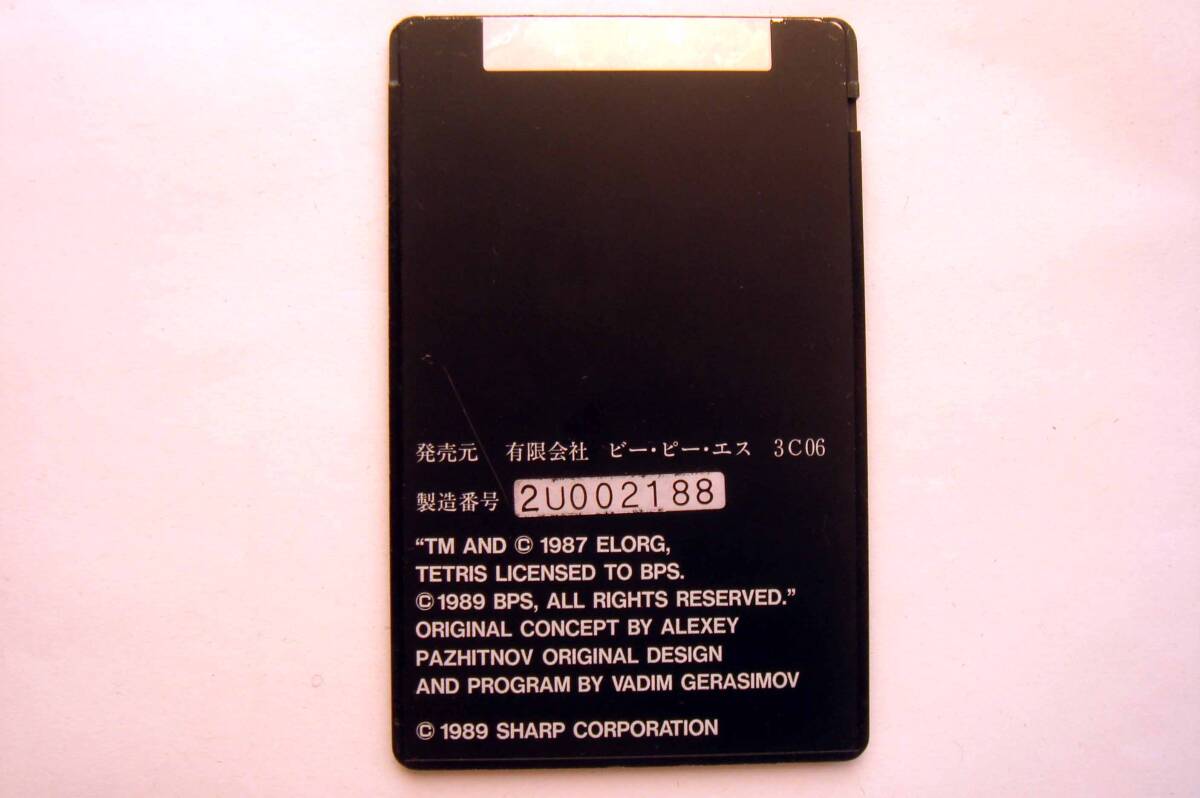 発売元 有限会社 ビー・ピー・エス 3C06
製造番号 2U002188
“TM AND © 1987 ELORG,
TETRIS LICENSED TO BPS.
©1989 BPS, ALL RIGHTS RESERVED.”
ORIGINAL CONCEPT BY ALEXEY
PAZHITNOV ORIGINAL DESIGN
AND PROGRAM BY VADIM GERASIMOV
© 1989 SHARP CORPORATION